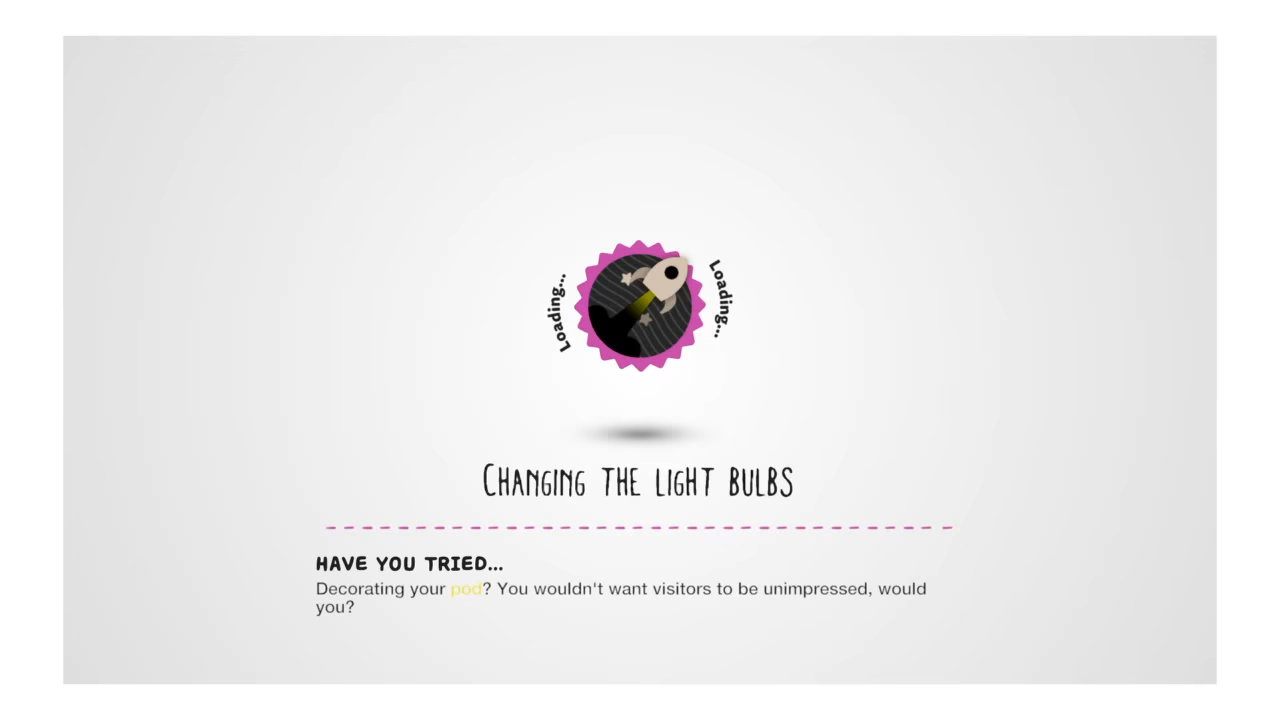 Loading...
Loading...
CHANGING THE LIGHT BULBS
HAVE YOU TRIED...
Decorating your pod? You wouldn't want visitors to be unimpressed, would
you?